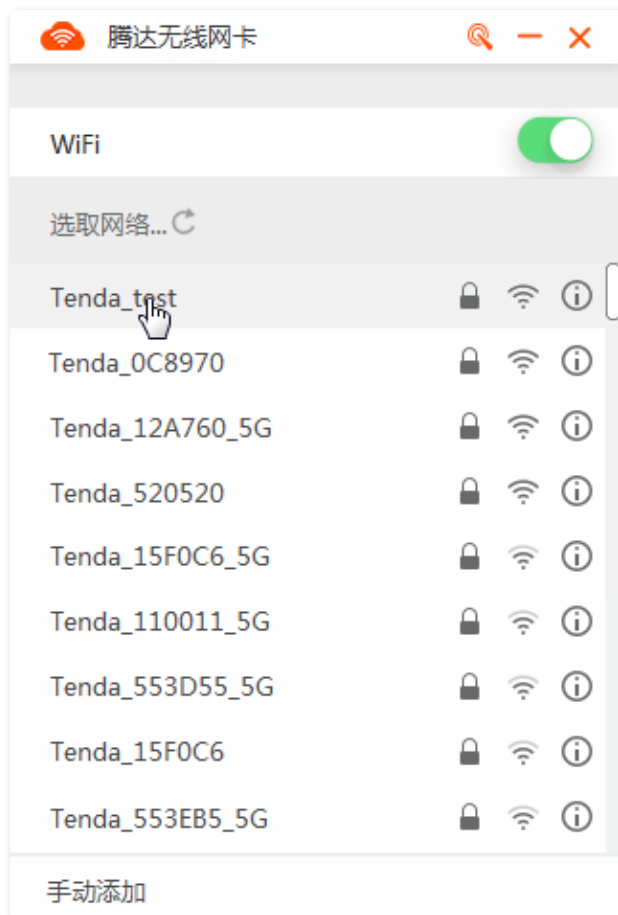 腾达无线网卡
WiFi
选取网络...
Tenda_test
Tenda_0C8970
Tenda_12A760_5G
Tenda_520520
Tenda_15F0C6_5G
Tenda_110011_5G
Tenda_553D55_5G
Tenda_15F0C6
Tenda_553EB5_5G
手动添加